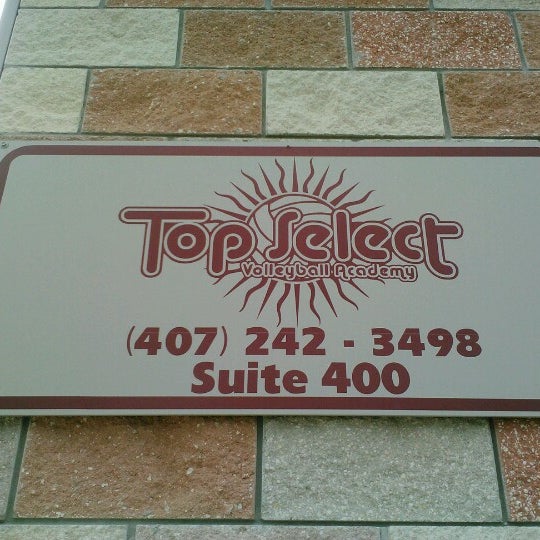 Top Select
Volleyball Academy
(407) 242 - 3498
Suite 400